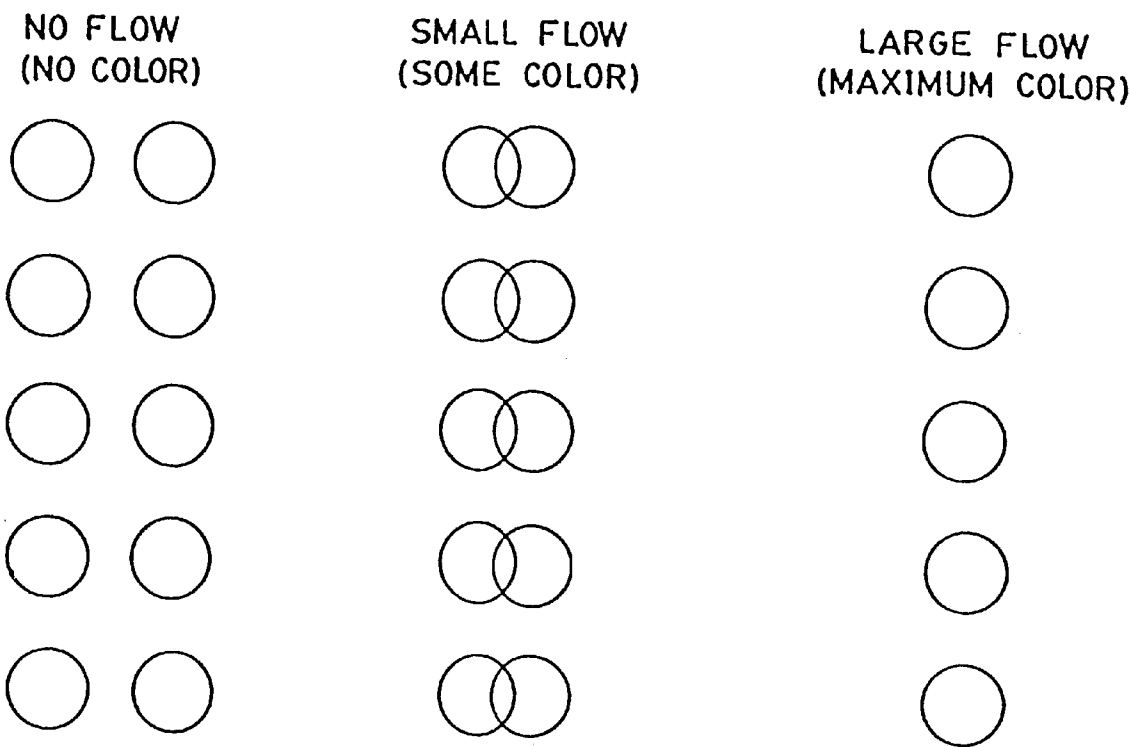 NO FLOW
(NO COLOR)
SMALL FLOW
(SOME COLOR)
LARGE FLOW
(MAXIMUM COLOR)